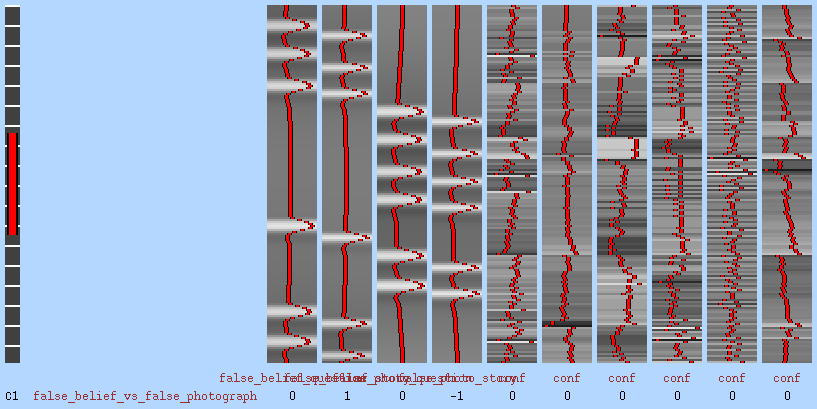 conf conf conf conf conf conf
C1 false_belief_vs_false_photograph 0 1 0 -1 0 0 0 0 0 0